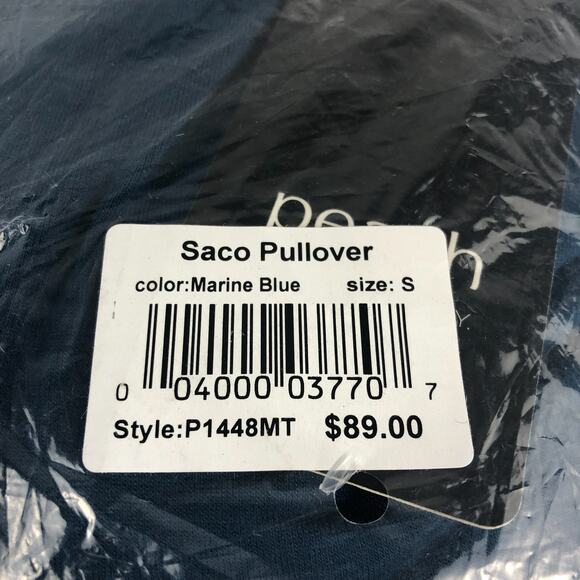 Saco Pullover
color:Marine Blue size: S
0 04000 03770 7
Style:P1448MT $89.00